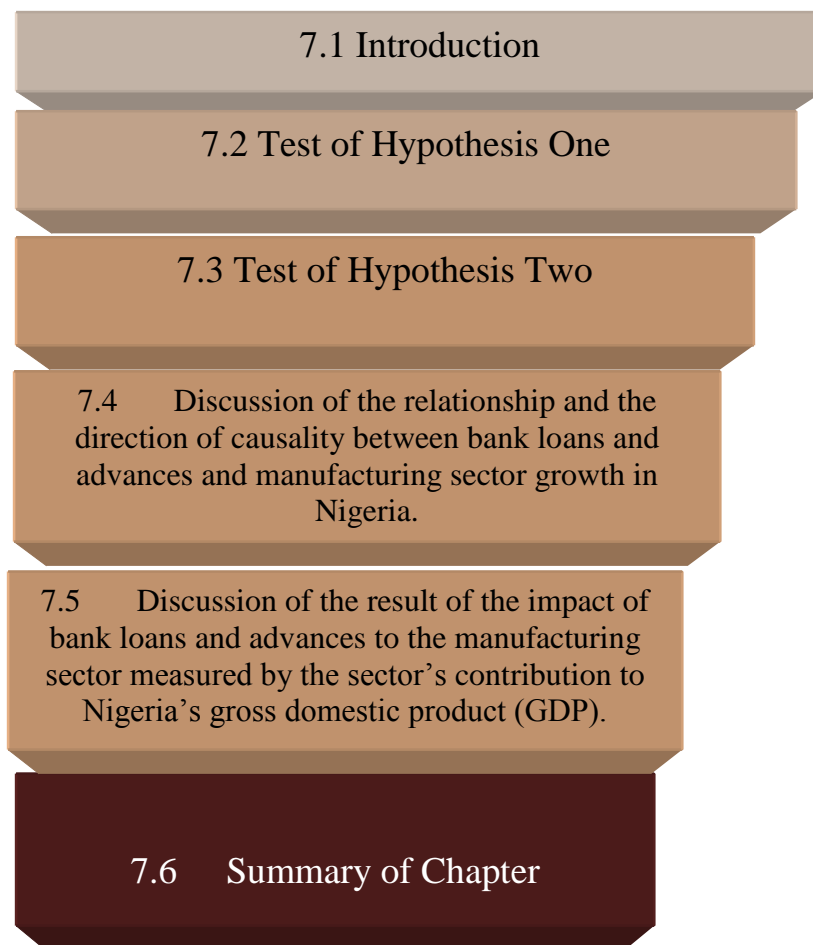 7.1 Introduction
7.2 Test of Hypothesis One
7.3 Test of Hypothesis Two
7.4 Discussion of the relationship and the
direction of causality between bank loans and
advances and manufacturing sector growth in
Nigeria.
7.5 Discussion of the result of the impact of
bank loans and advances to the manufacturing
sector measured by the sector’s contribution to
Nigeria’s gross domestic product (GDP).
7.6 Summary of Chapter